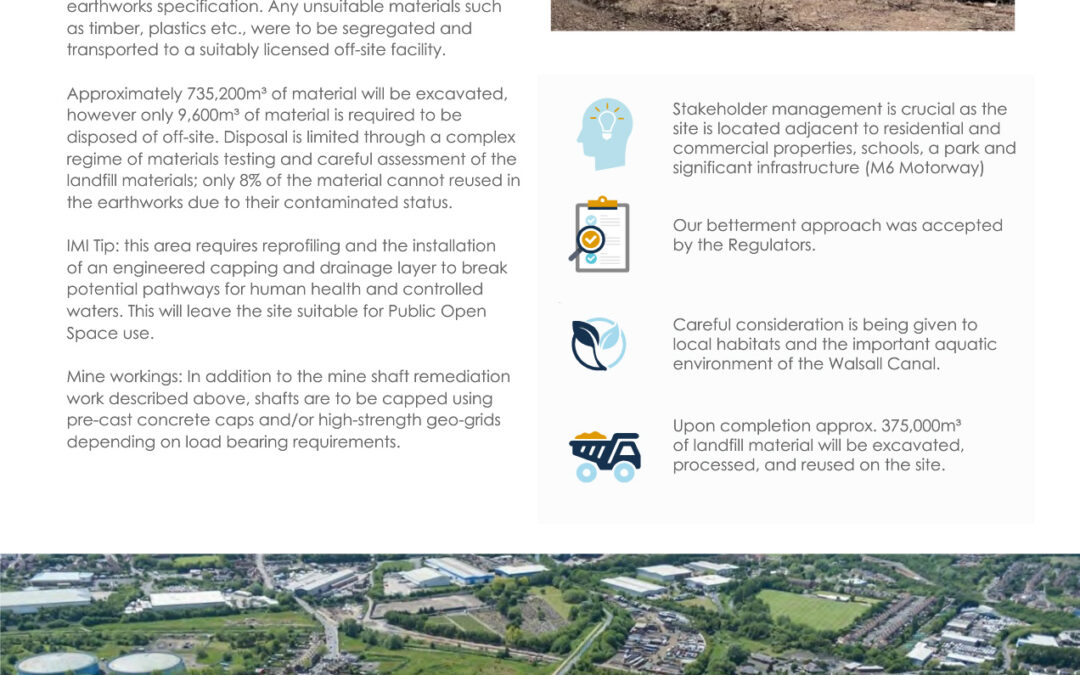 earthworks specification. Any unsuitable materials such
as timber, plastics etc., were to be segregated and
transported to a suitably licensed off-site facility.
Approximately 735,200m³ of material will be excavated,
however only 9,600m³ of material is required to be
disposed of off-site. Disposal is limited through a complex
regime of materials testing and careful assessment of the
landfill materials; only 8% of the material cannot reused in
the earthworks due to their contaminated status.
IMI Tip: this area requires reprofiling and the installation
of an engineered capping and drainage layer to break
potential pathways for human health and controlled
waters. This will leave the site suitable for Public Open
Space use.
Mine workings: In addition to the mine shaft remediation
work described above, shafts are to be capped using
pre-cast concrete caps and/or high-strength geo-grids
depending on load bearing requirements.
Stakeholder management is crucial as the
site is located adjacent to residential and
commercial properties, schools, a park and
significant infrastructure (M6 Motorway)
Our betterment approach was accepted
by the Regulators.
Careful consideration is being given to
local habitats and the important aquatic
environment of the Walsall Canal.
Upon completion approx. 375,000m³
of landfill material will be excavated,
processed, and reused on the site.